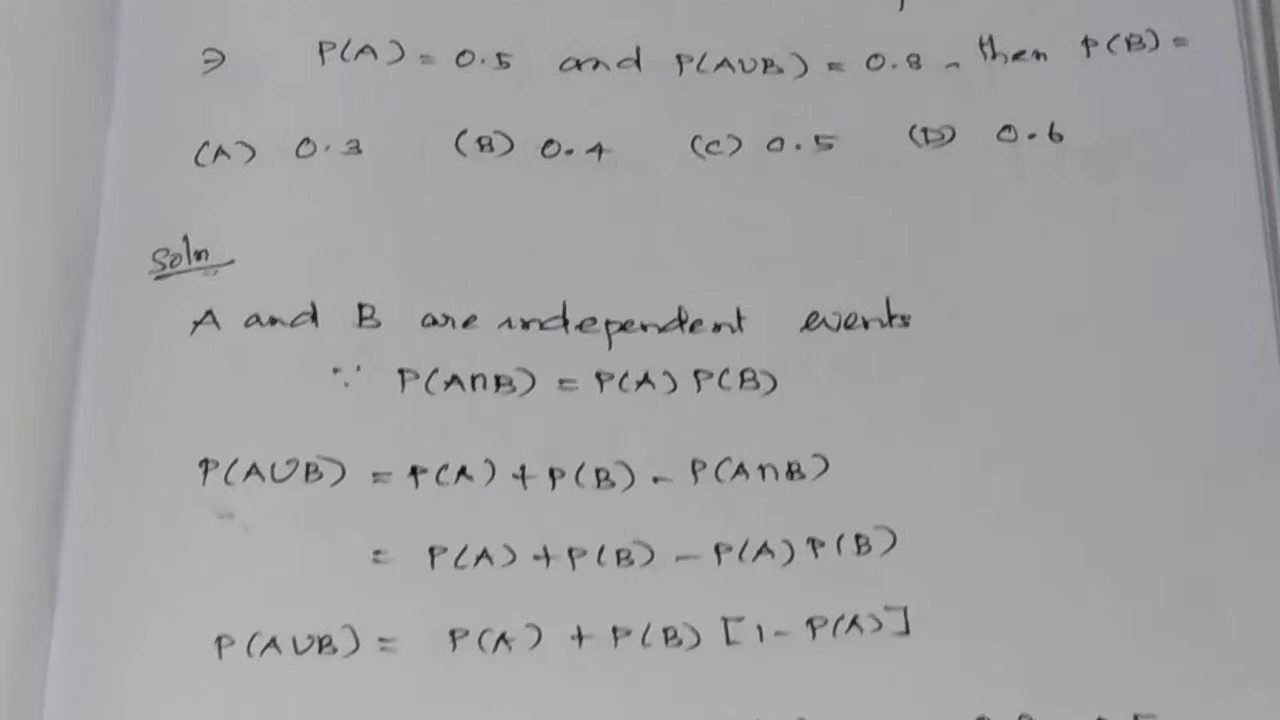 ∋ P(A) = 0.5 and P(A∪B) = 0.8, then P(B) =
(A) 0.3 (B) 0.4 (C) 0.5 (D) 0.6
Soln
A and B are independent events
∵ P(A∩B) = P(A) P(B)
P(A∪B) = P(A) + P(B) - P(A∩B)
= P(A) + P(B) - P(A) P(B)
P(A∪B) = P(A) + P(B) [1 - P(A)]